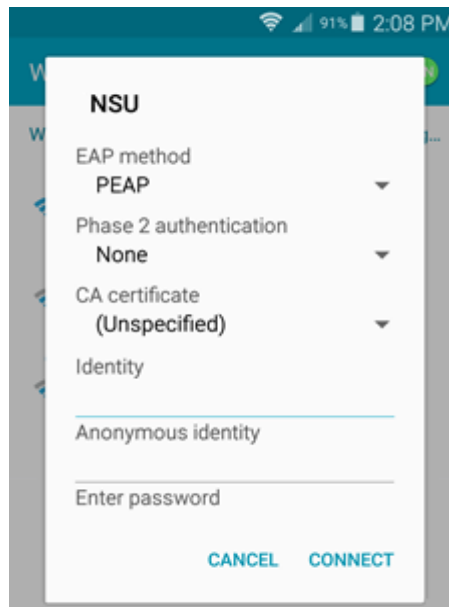 91% 2:08 PM
W
NSU
W
EAP method
PEAP
Phase 2 authentication
None
CA certificate
(Unspecified)
Identity
Anonymous identity
Enter password
CANCEL CONNECT